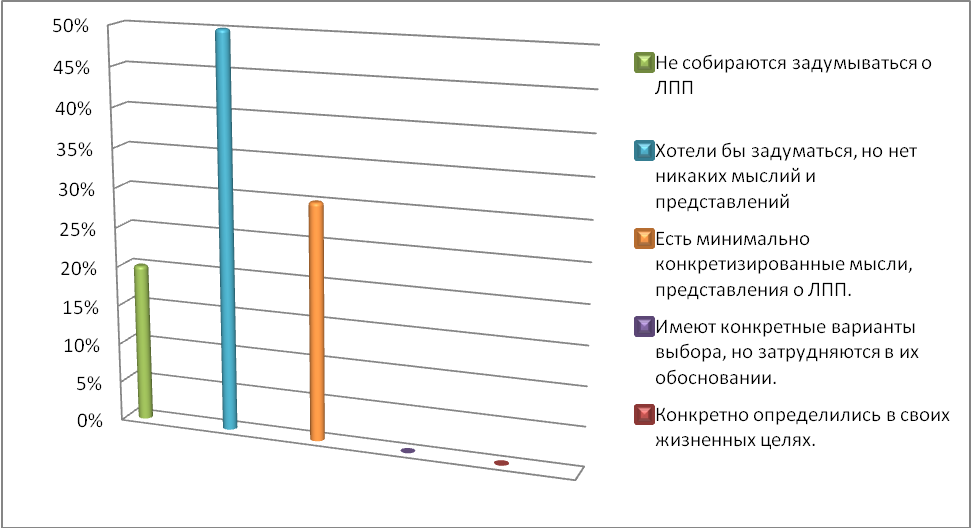 50%
45%
40%
35%
30%
25%
20%
15%
10%
5%
0%
Не собираются задумываться о
ЛПП
Хотели бы задуматься, но нет
никаких мыслий и
представлений
Есть минимально
конкретизированные мысли,
представления о ЛПП.
Имеют конкретные варианты
выбора, но затрудняются в их
обосновании.
Конкретно определились в своих
жизненных целях.